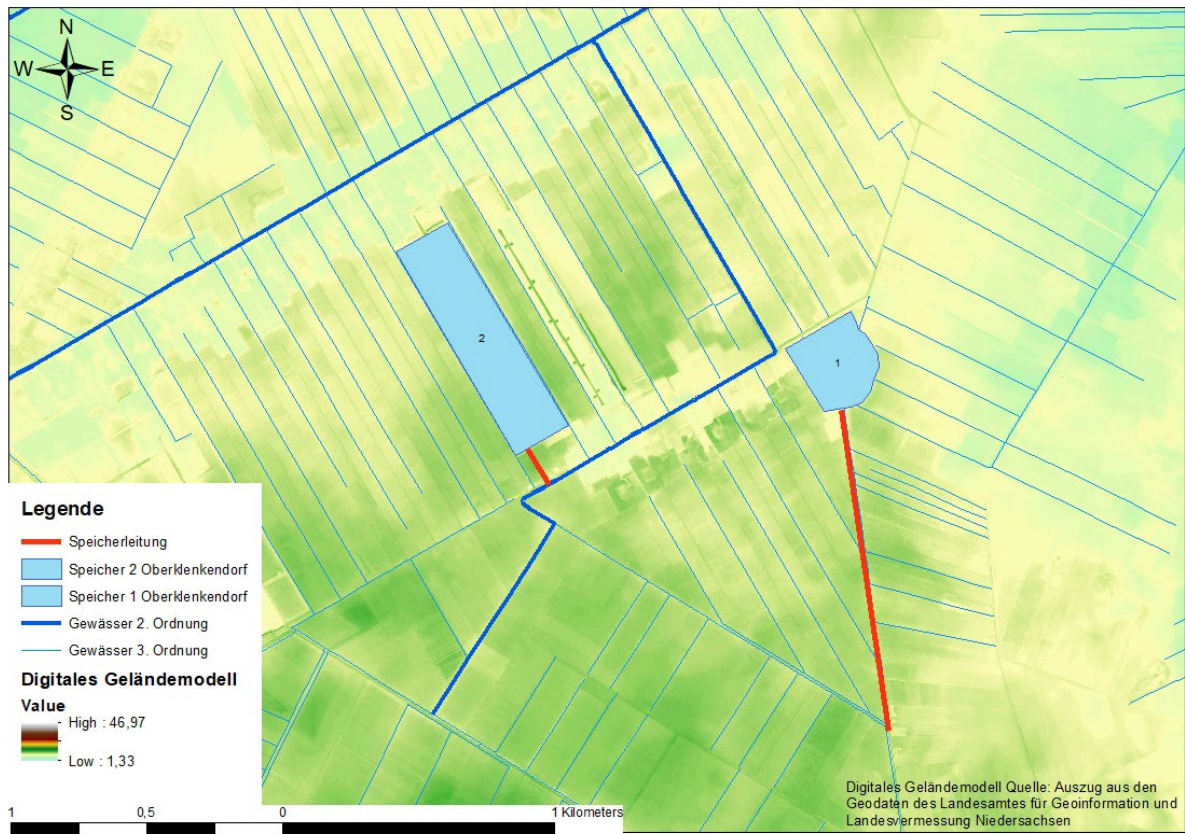 N
W E
S
2
1
Legende
Speicherleitung
Speicher 2 Oberklenkendorf
Speicher 1 Oberklenkendorf
Gewässer 2. Ordnung
Gewässer 3. Ordnung
Digitales Geländemodell
Value
High : 46,97
Low : 1,33
1 0,5 0 1 Kilometers
Digitales Geländemodell Quelle: Auszug aus den
Geodaten des Landesamtes für Geoinformation und
Landesvermessung Niedersachsen